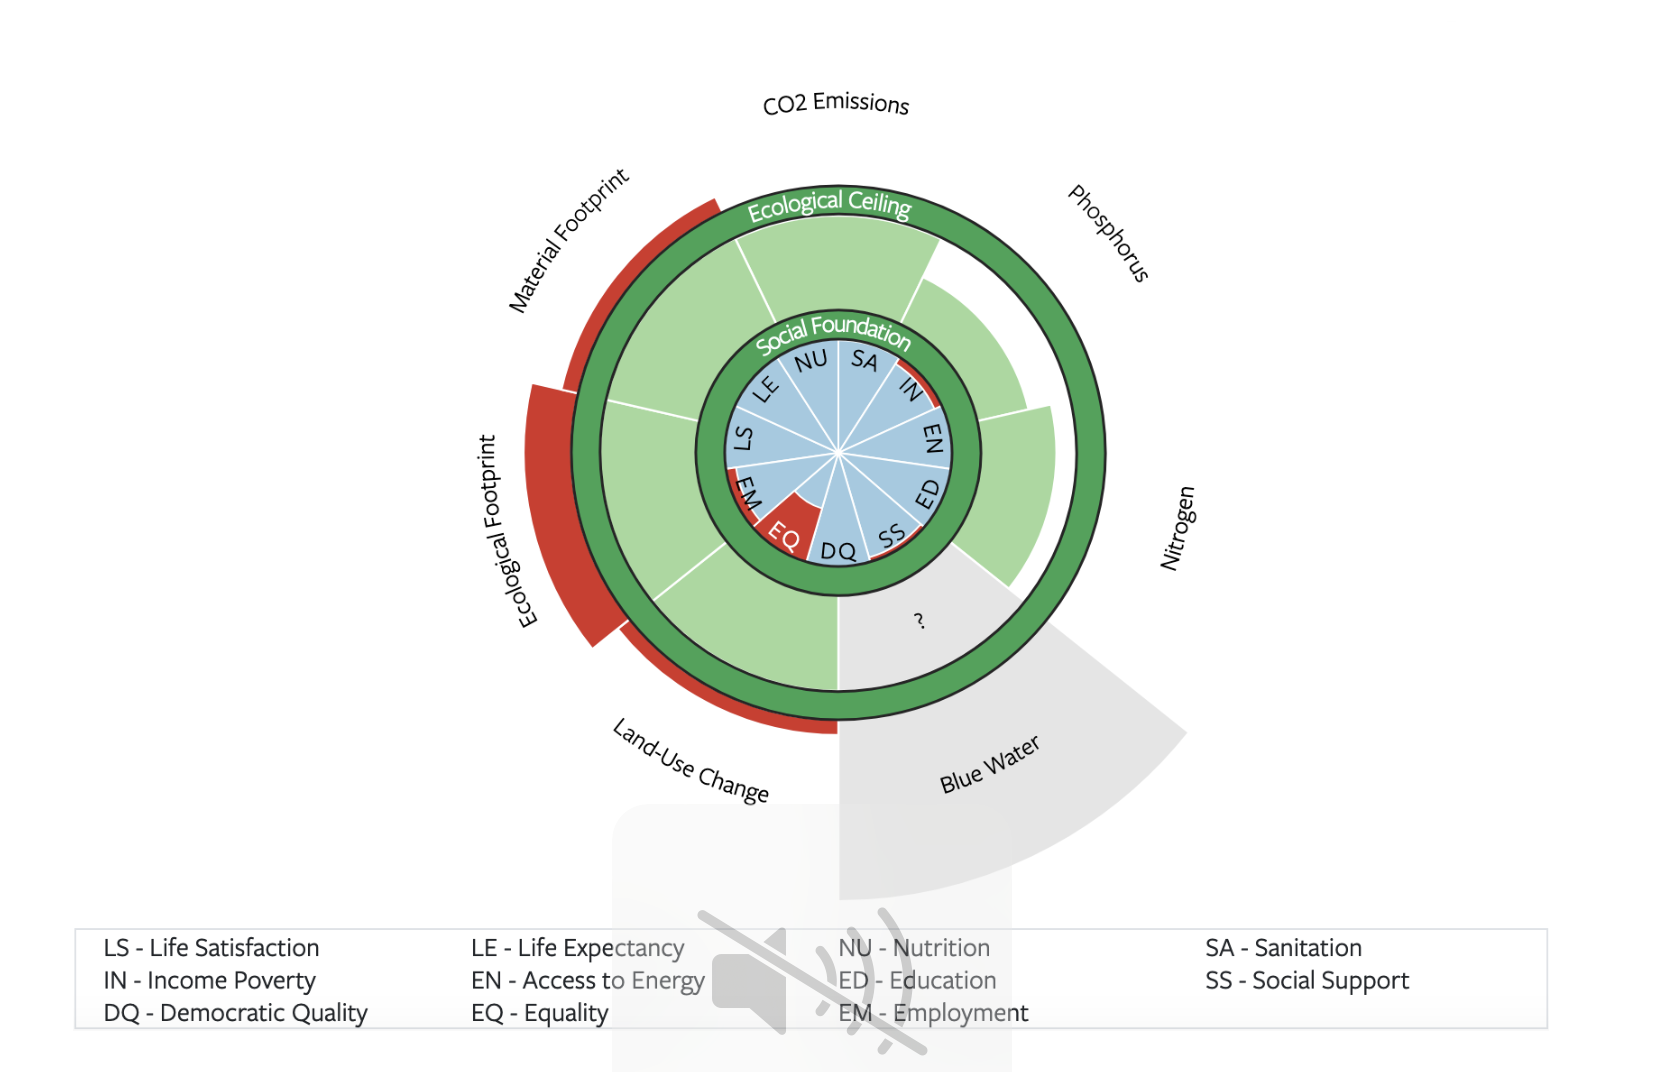 CO2 Emissions
Material Footprint
Phosphorus
Ecological Ceiling
Social Foundation
NU
SA
LE
IN
LS
EN
EM
ED
EQ
SS
DQ
Ecological Footprint
Nitrogen
?
Land-Use Change
Blue Water
LS - Life Satisfaction
LE - Life Expectancy
NU - Nutrition
SA - Sanitation
IN - Income Poverty
EN - Access to Energy
ED - Education
SS - Social Support
DQ - Democratic Quality
EQ - Equality
EM - Employment